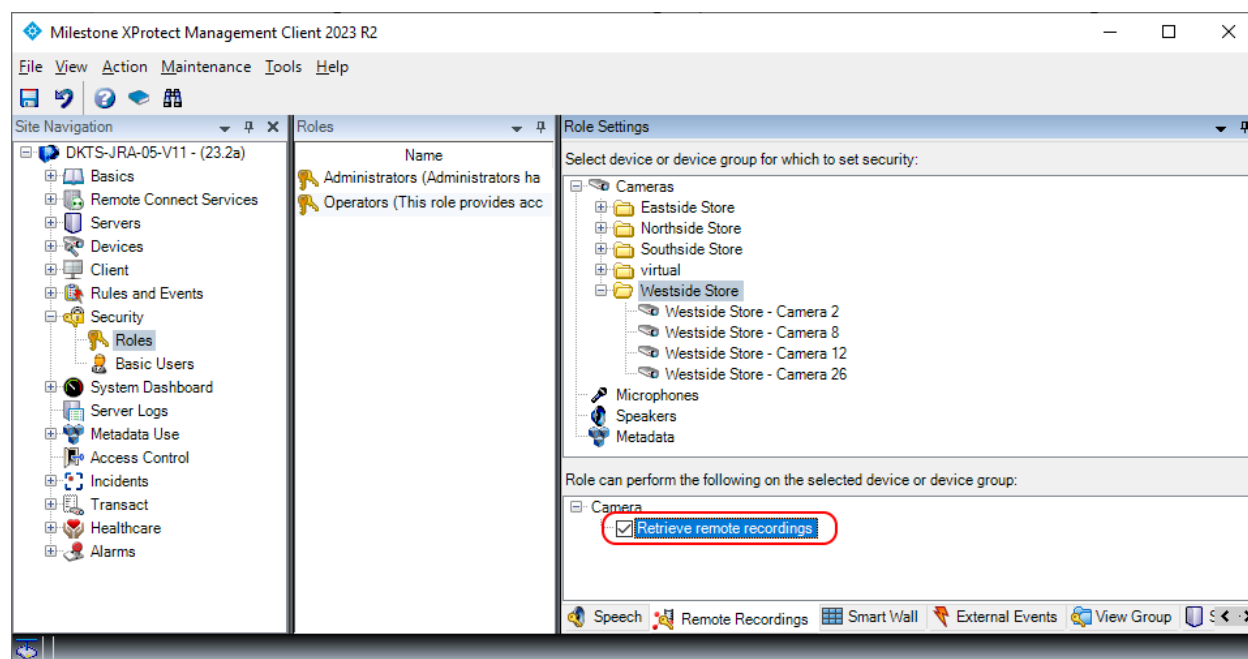 Milestone XProtect Management Client 2023 R2
File View Action Maintenance Tools Help
Site Navigation
DKTS-JRA-05-V11 - (23.2a)
Basics
Remote Connect Services
Servers
Devices
Client
Rules and Events
Security
Roles
Basic Users
System Dashboard
Server Logs
Metadata Use
Access Control
Incidents
Transact
Healthcare
Alarms
Roles
Name
Administrators (Administrators ha
Operators (This role provides acc
Role Settings
Select device or device group for which to set security:
Cameras
Eastside Store
Northside Store
Southside Store
virtual
Westside Store
Westside Store - Camera 2
Westside Store - Camera 8
Westside Store - Camera 12
Westside Store - Camera 26
Microphones
Speakers
Metadata
Role can perform the following on the selected device or device group:
Camera
Retrieve remote recordings
Speech Remote Recordings Smart Wall External Events View Group S